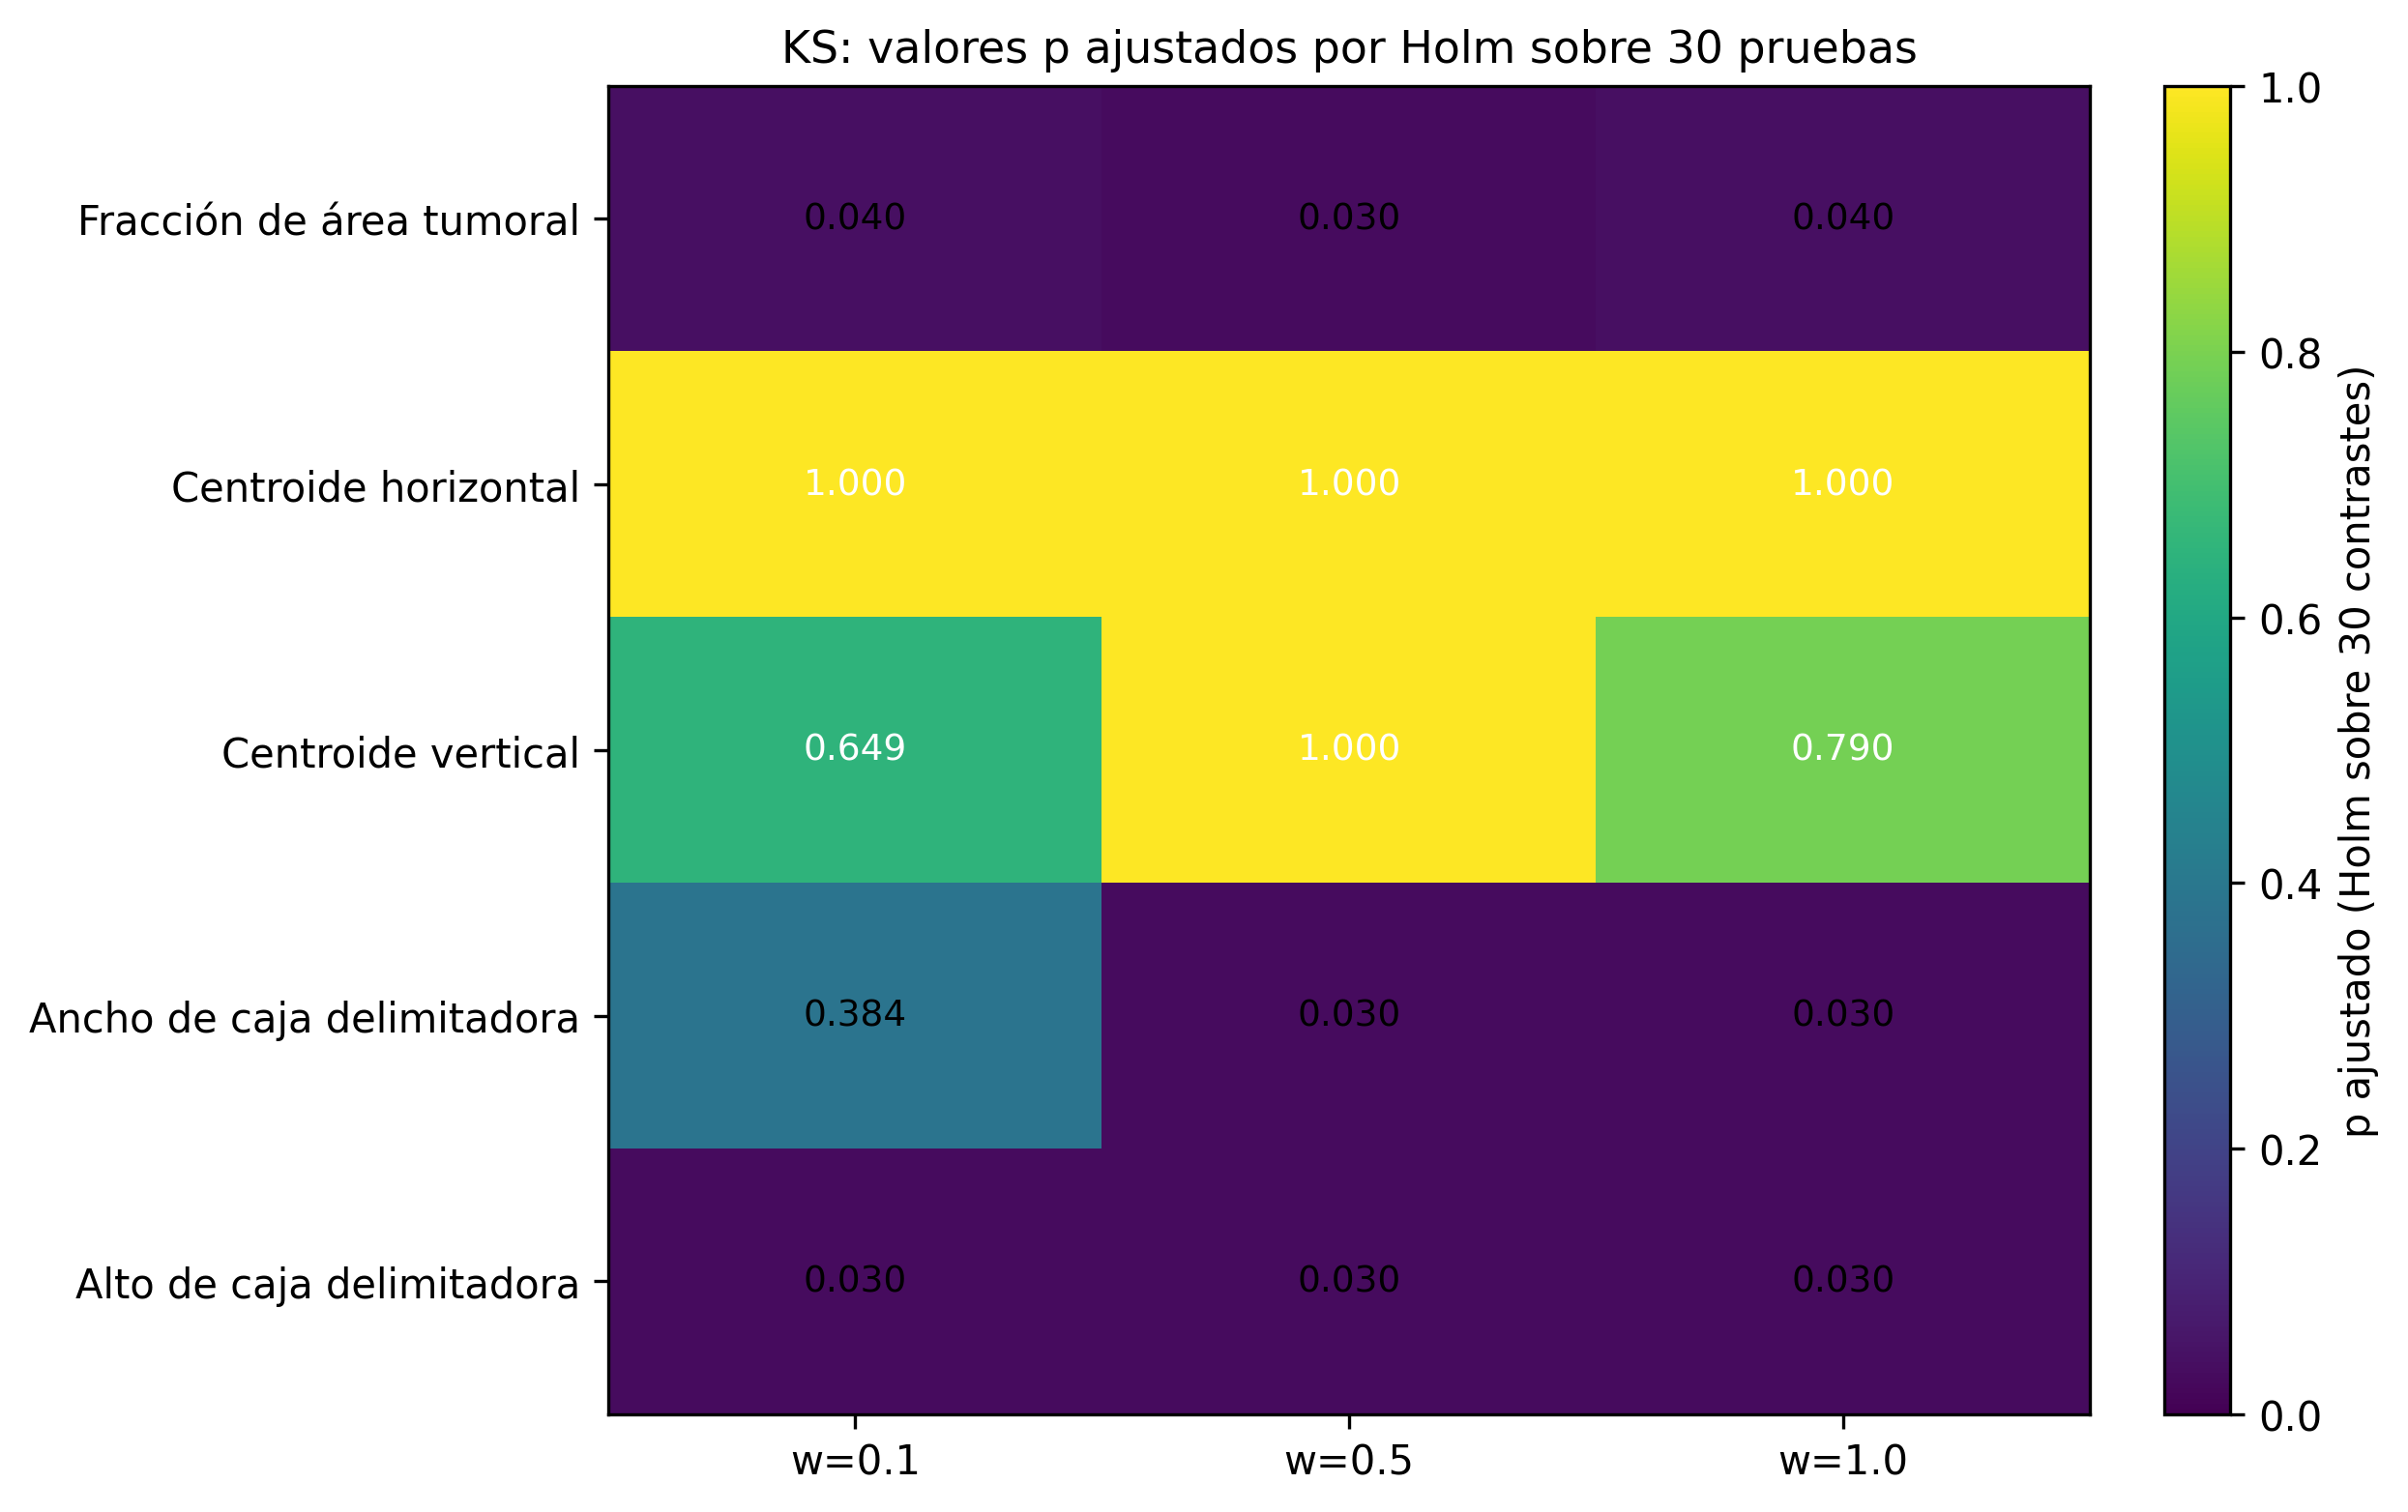 KS: valores p ajustados por Holm sobre 30 pruebas
Fracción de área tumoral
0.040
0.030
0.040
Centroide horizontal
1.000
1.000
1.000
Centroide vertical
0.649
1.000
0.790
Ancho de caja delimitadora
0.384
0.030
0.030
Alto de caja delimitadora
0.030
0.030
0.030
w=0.1
w=0.5
w=1.0
1.0
0.8
0.6
0.4
0.2
0.0
p ajustado (Holm sobre 30 contrastes)